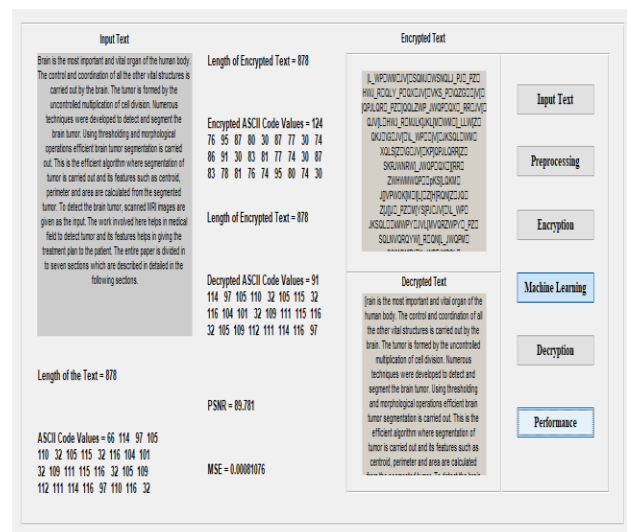 Input Text
Brain is the most important and vital organ of the human body.
The control and coordination of all the other vital structures is
carried out by the brain. The tumor is formed by the
uncontrolled multiplication of cell division. Numerous
techniques were developed to detect and segment the
brain tumor. Using thresholding and morphological
operations efficient brain tumor segmentation is carried
out. This is the efficient algorithm where segmentation of
tumor is carried out and its features such as centroid,
perimeter and area are calculated from the segmented
tumor. To detect the brain tumor, scanned MRI images are
given as the input. The work involved here helps in medical
field to detect tumor and its features helps in giving the
treatment plan to the patient. The entire paper is divided in
to seven sections which are described in detailed in the
following sections.
Length of the Text = 878
ASCII Code Values = 66 114 97 105
110 32 105 115 32 116 104 101
32 109 111 115 116 32 105 109
112 111 114 116 97 110 116 32
Length of Encrypted Text = 878
Encrypted ASCII Code Values = 124
76 95 87 80 30 87 77 30 74
86 91 30 83 81 77 74 30 87
83 78 81 76 74 95 80 74 30
Length of Encrypted Text = 878
Decrypted ASCII Code Values = 91
114 97 105 110 32 105 115 32
116 104 101 32 109 111 115 116
32 105 109 112 111 114 116 97
PSNR = 89.781
MSE = 0.00081076
Encrypted Text
Decrypted Text
[rain is the most important and vital organ of the
human body. The control and coordination of all
the other vital structures is carried out by the
brain. The tumor is formed by the uncontrolled
multiplication of cell division. Numerous
techniques were developed to detect and
segment the brain tumor. Using thresholding
and morphological operations efficient brain
tumor segmentation is carried out. This is the
efficient algorithm where segmentation of
tumor is carried out and its features such as
centroid, perimeter and area are calculated
from the segmented tumor. To detect the brain
Input Text
Preprocessing
Encryption
Machine Learning
Decryption
Performance